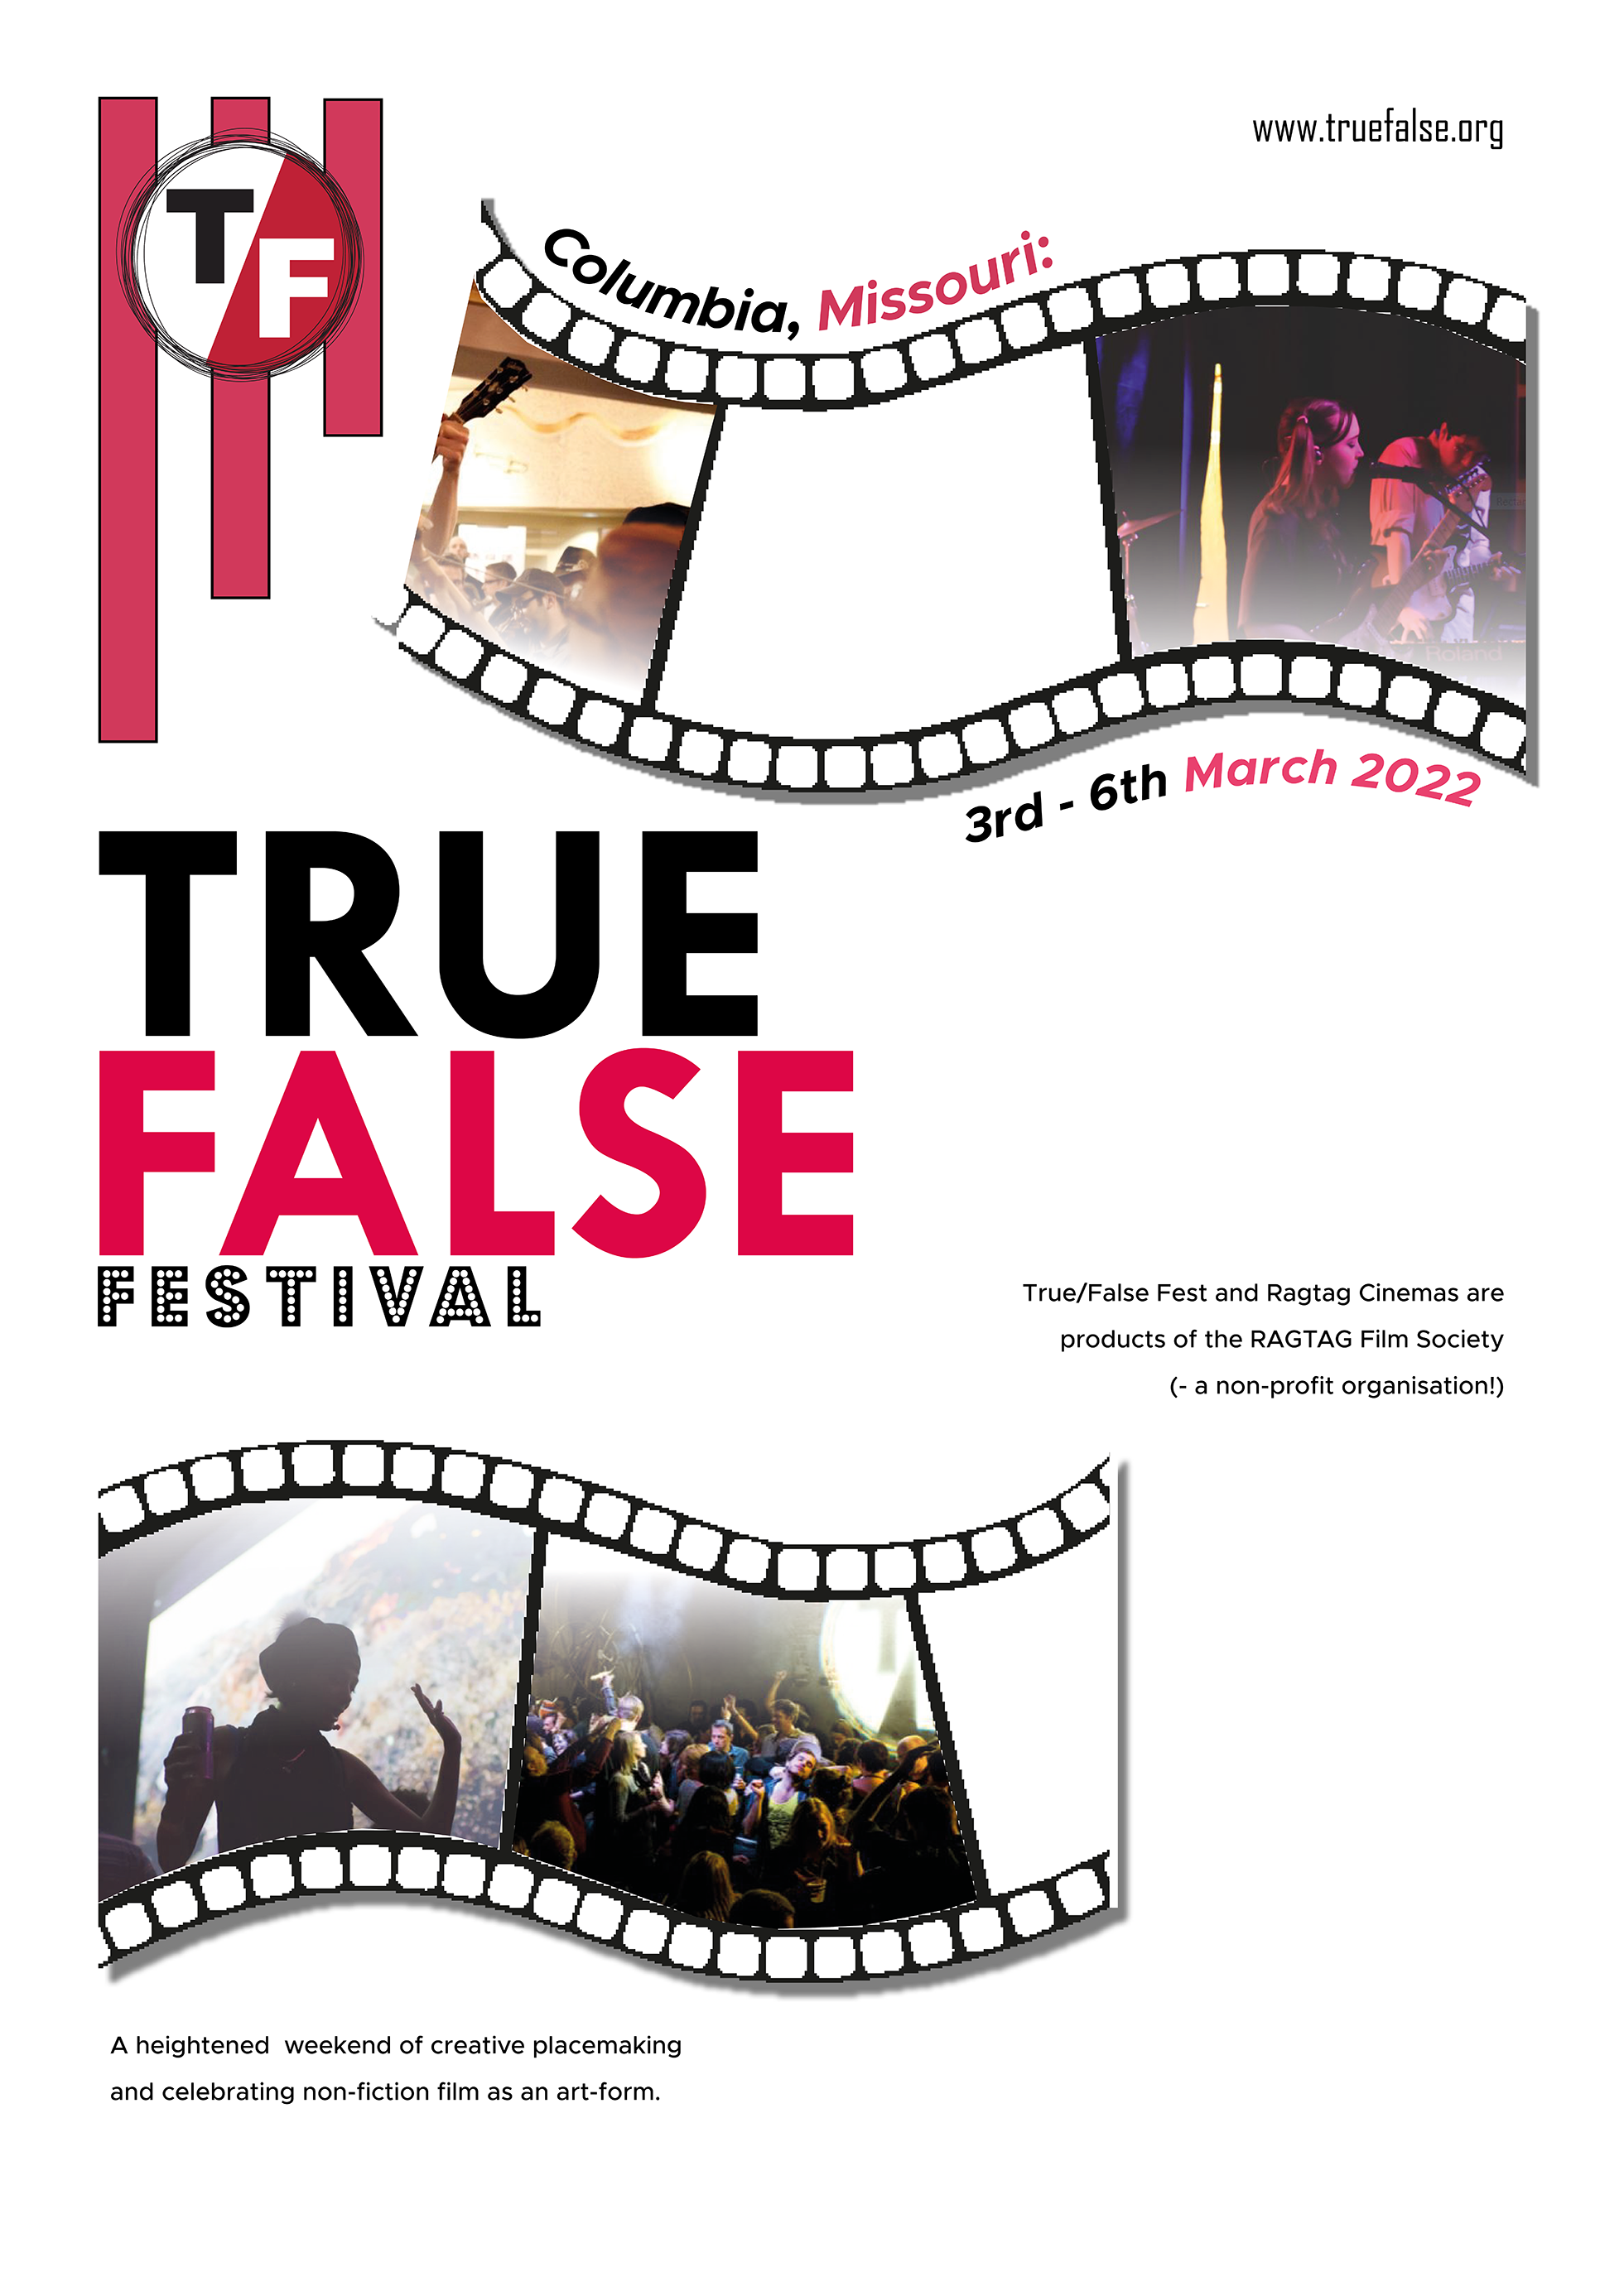 www.truefalse.org
T
F
Columbia, Missouri:
Roland
3rd - 6th March 2022
TRUE
FALSE
FESTIVAL
True/False Fest and Ragtag Cinemas are
products of the RAGTAG Film Society
(- a non-profit organisation!)
A heightened  weekend of creative placemaking
and celebrating non-fiction film as an art-form.